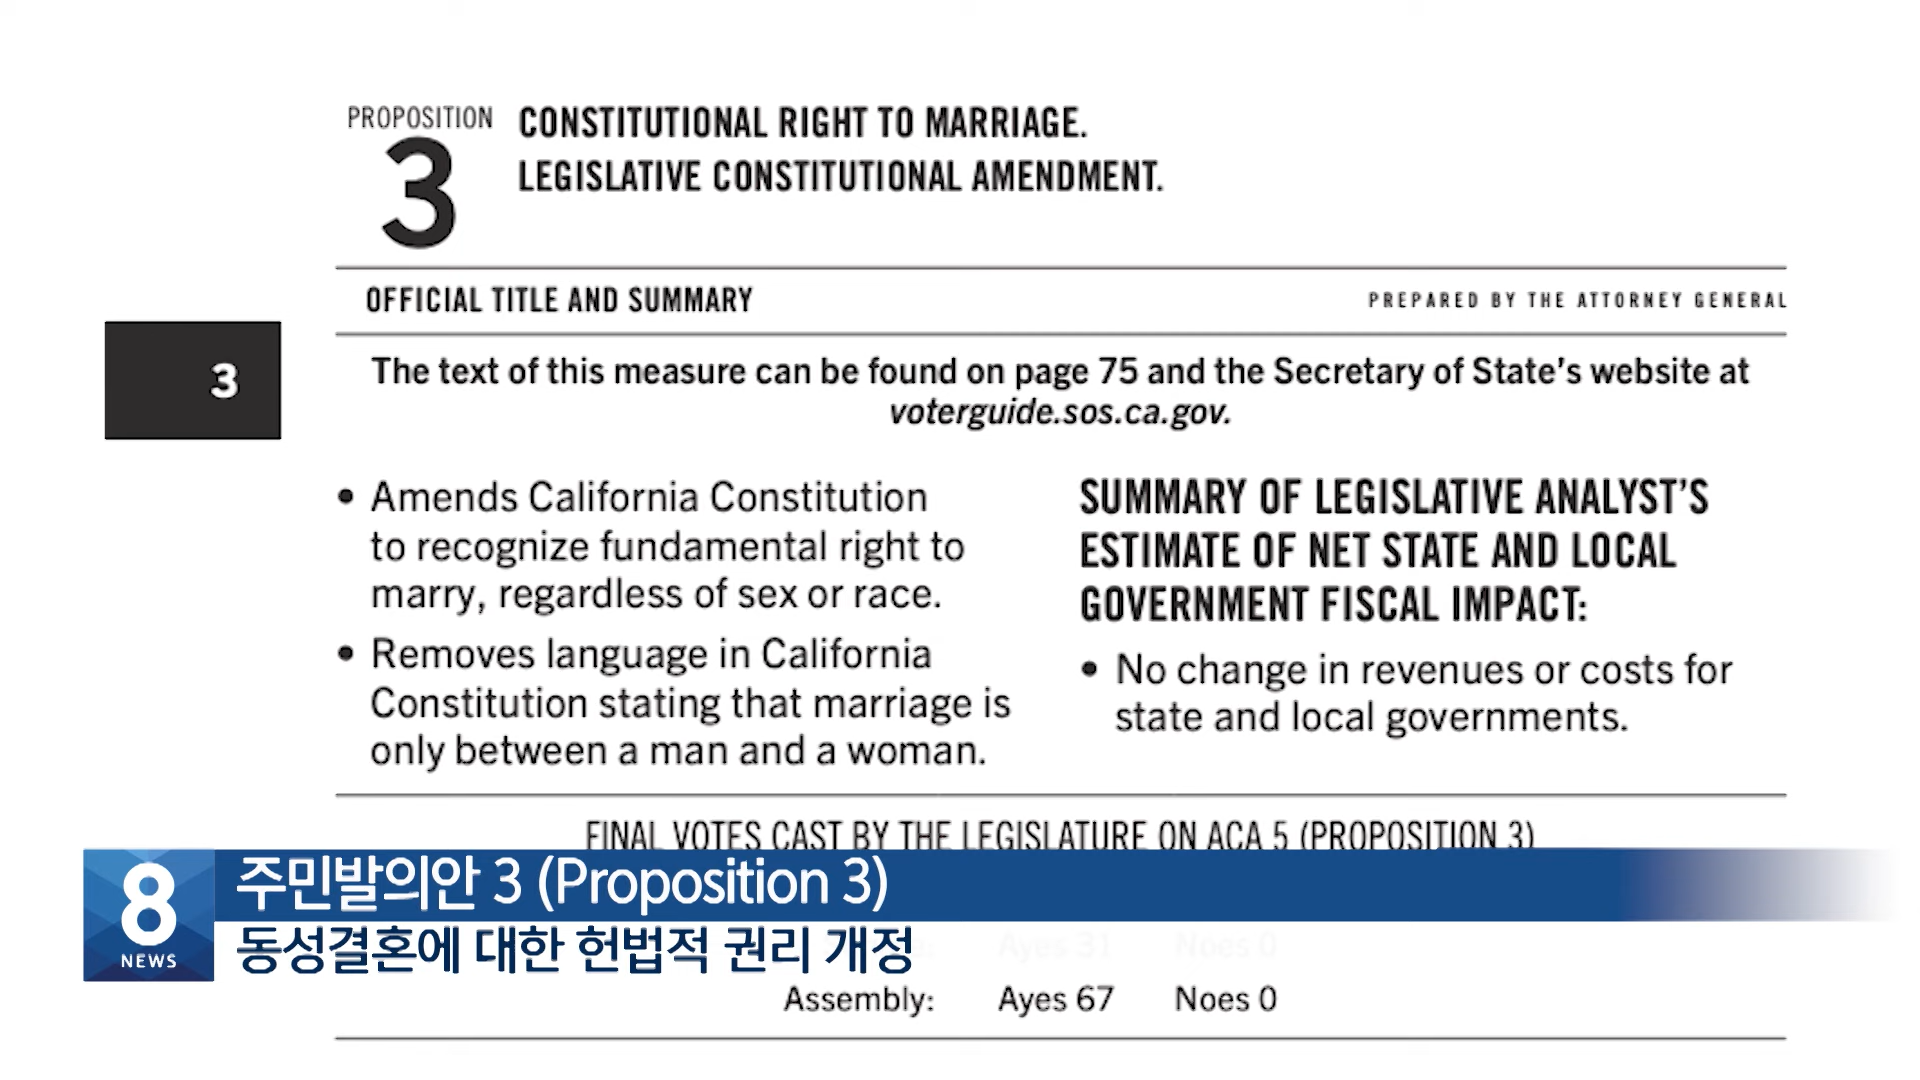 PROPOSITION
3
CONSTITUTIONAL RIGHT TO MARRIAGE.
LEGISLATIVE CONSTITUTIONAL AMENDMENT.
OFFICIAL TITLE AND SUMMARY
PREPARED BY THE ATTORNEY GENERAL
3
The text of this measure can be found on page 75 and the Secretary of State’s website at
voterguide.sos.ca.gov.
• Amends California Constitution
to recognize fundamental right to
marry, regardless of sex or race.
• Removes language in California
Constitution stating that marriage is
only between a man and a woman.
SUMMARY OF LEGISLATIVE ANALYST’S
ESTIMATE OF NET STATE AND LOCAL
GOVERNMENT FISCAL IMPACT:
• No change in revenues or costs for
state and local governments.
FINAL VOTES CAST BY THE LEGISLATURE ON ACA 5 (PROPOSITION 3)
8
NEWS
주민발의안 3 (Proposition 3)
동성결혼에 대한 헌법적 권리 개정
Ayes 31 Noes 0
Assembly: Ayes 67 Noes 0